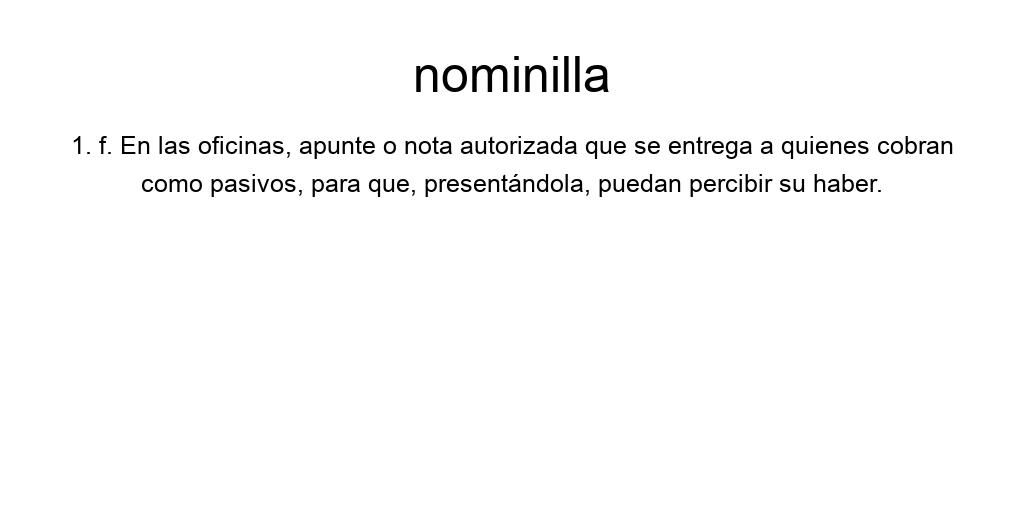 nominilla
1. f. En las oficinas, apunte o nota autorizada que se entrega a quienes cobran
como pasivos, para que, presentándola, puedan percibir su haber.